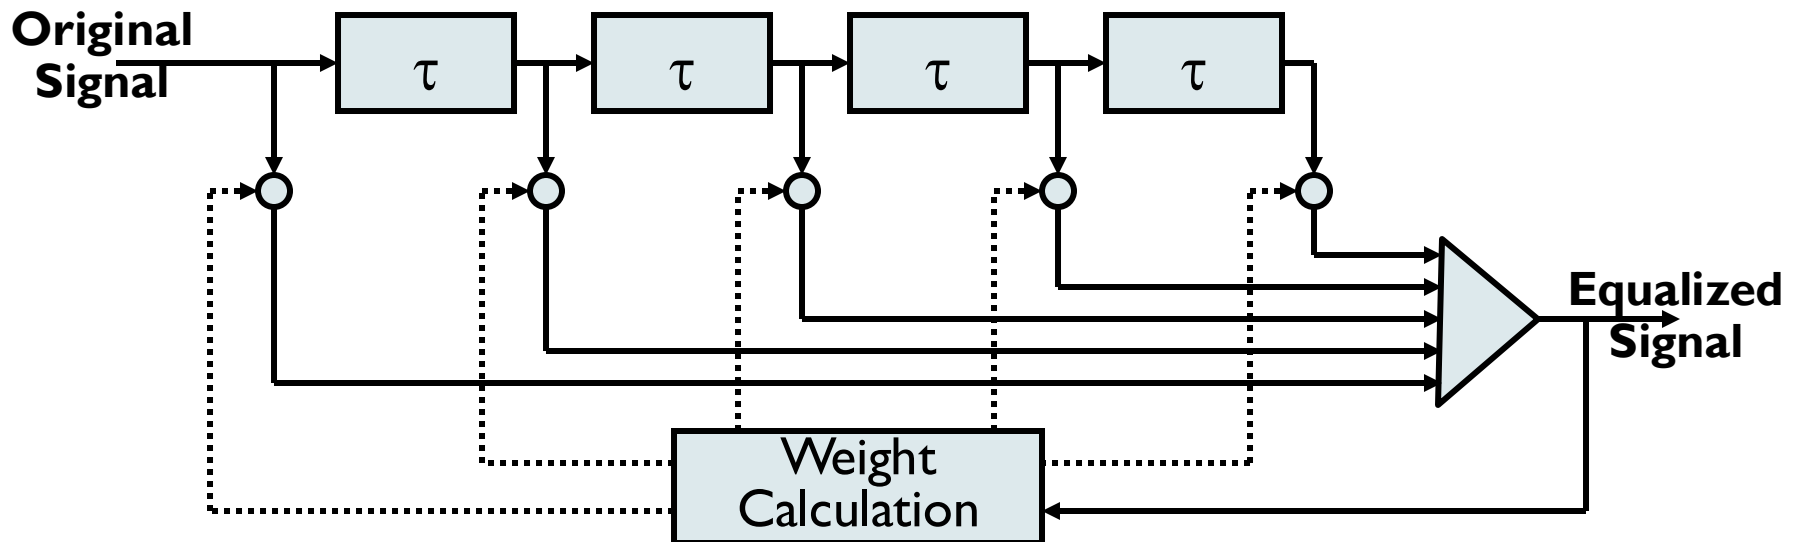 Original
Signal
τ
τ
τ
τ
Equalized
Signal
Weight
Calculation